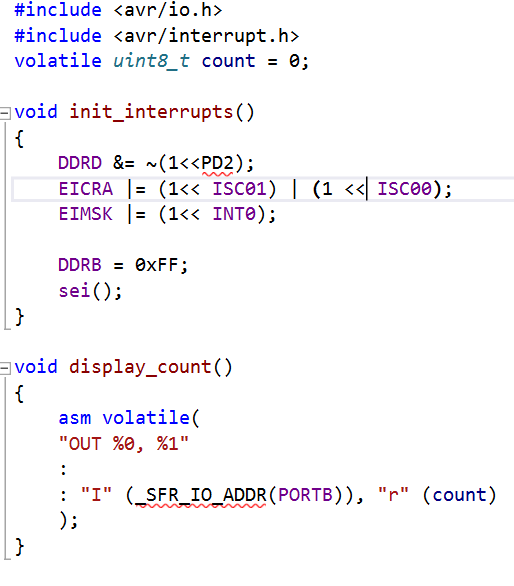 #include <avr/io.h>
#include <avr/interrupt.h>
volatile uint8_t count = 0;
void init_interrupts()
{
DDRD &= ~(1<<PD2);
EICRA |= (1<< ISC01) | (1 << ISC00);
EIMSK |= (1<< INT0);
DDRB = 0xFF;
sei();
}
void display_count()
{
asm volatile(
"OUT %0, %1"
:
: "I" (_SFR_IO_ADDR(PORTB)), "r" (count)
);
}